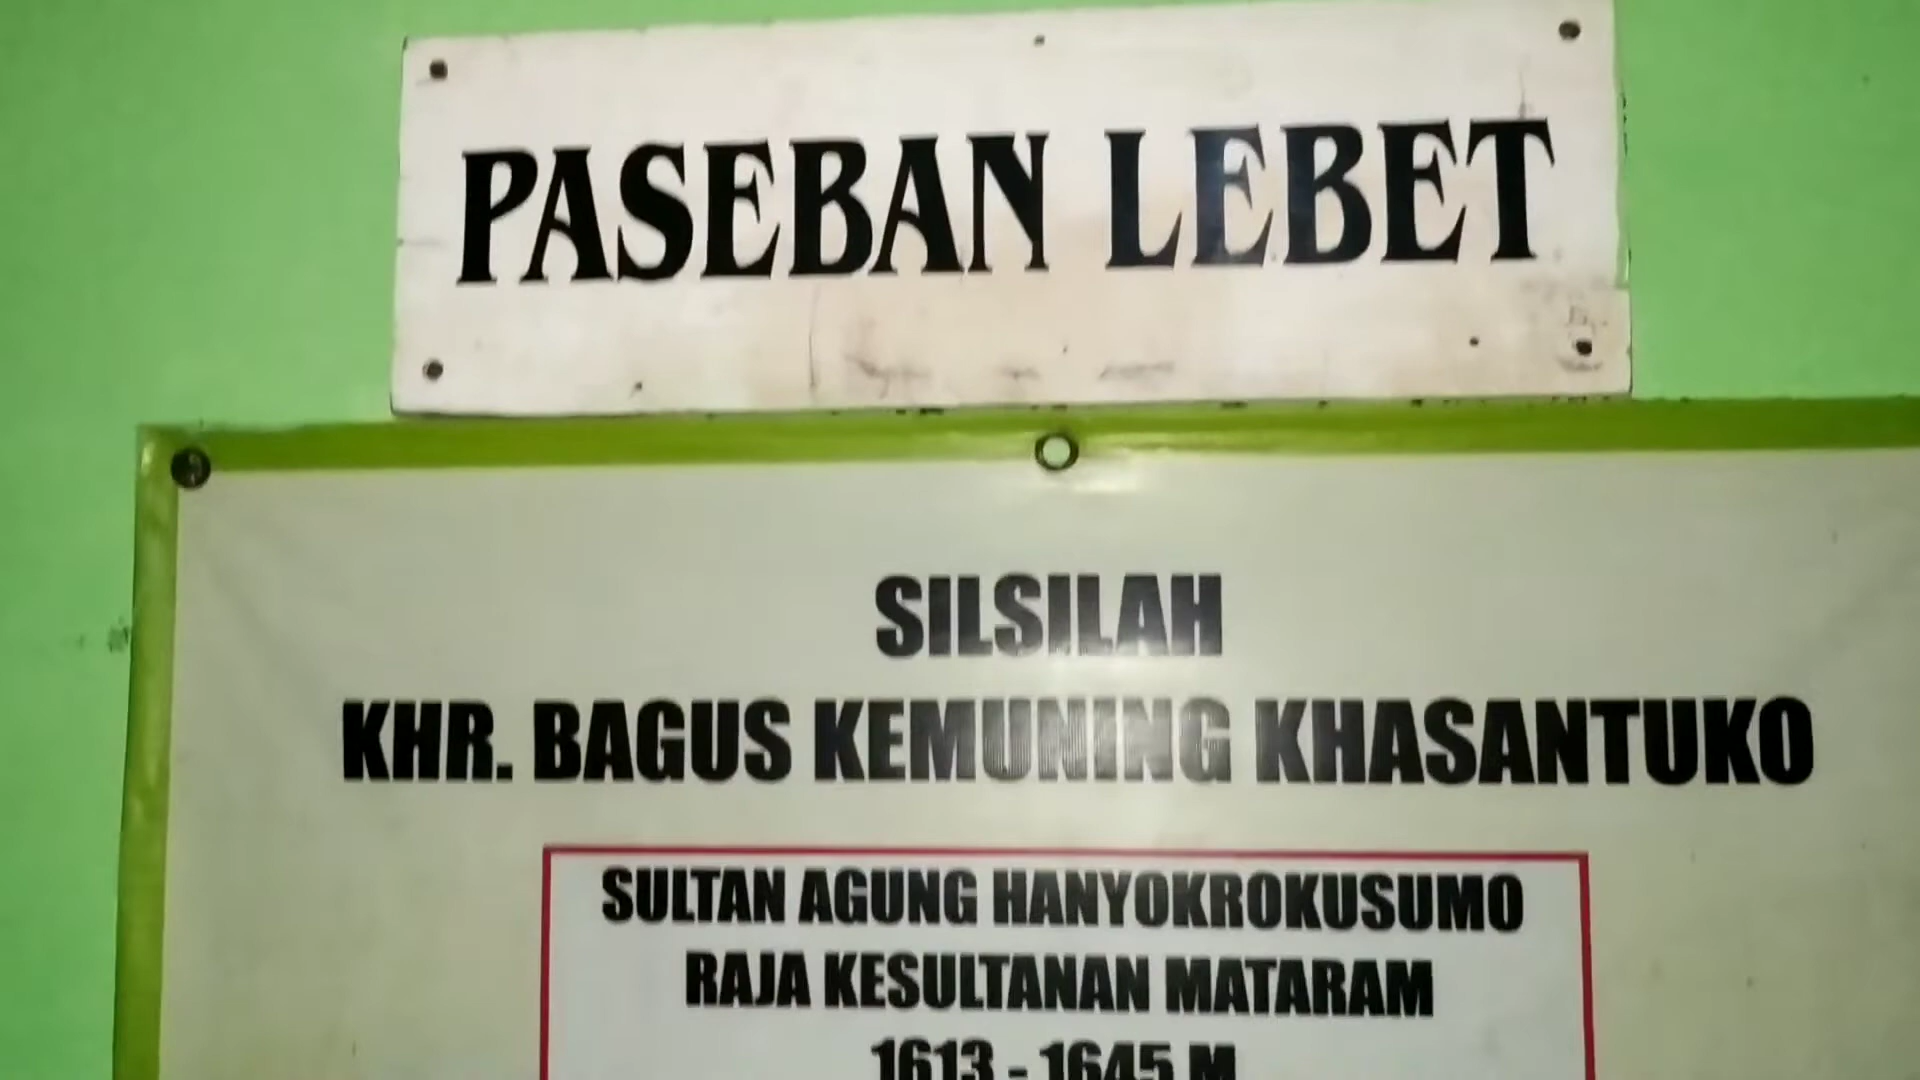 PASEBAN LEBET
SILSILAH
KHR. BAGUS KEMUNING KHASANTUKO
SULTAN AGUNG HANYOKROKUSUMO
RAJA KESULTANAN MATARAM
1613 - 1645 M